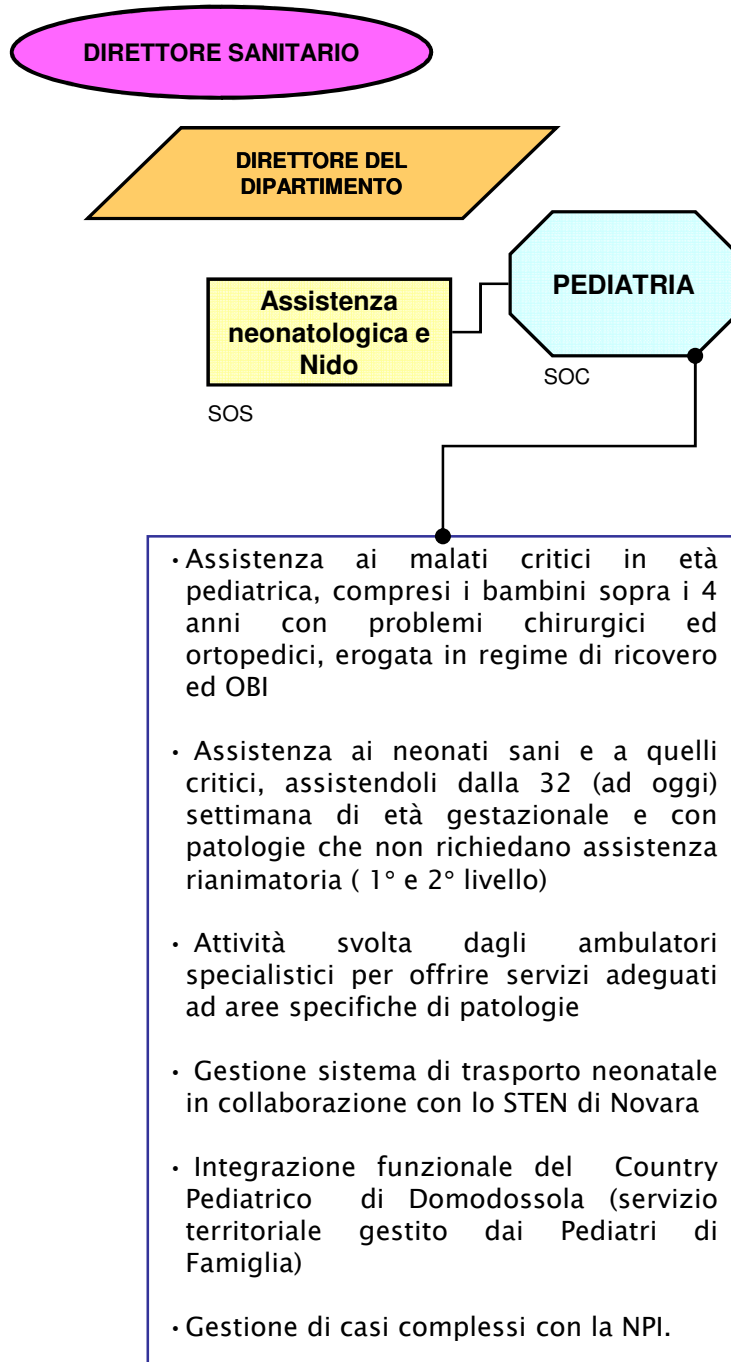 DIRETTORE SANITARIO
DIRETTORE DEL
DIPARTIMENTO
PEDIATRIA
SOC
Assistenza
neonatologica e
Nido
SOS
• Assistenza ai malati critici in età
pediatrica, compresi i bambini sopra i 4
anni con problemi chirurgici ed
ortopedici, erogata in regime di ricovero
ed OBI
• Assistenza ai neonati sani e a quelli
critici, assistendoli dalla 32 (ad oggi)
settimana di età gestazionale e con
patologie che non richiedano assistenza
rianimatoria ( 1° e 2° livello)
• Attività svolta dagli ambulatori
specialistici per offrire servizi adeguati
ad aree specifiche di patologie
• Gestione sistema di trasporto neonatale
in collaborazione con lo STEN di Novara
• Integrazione funzionale del Country
Pediatrico di Domodossola (servizio
territoriale gestito dai Pediatri di
Famiglia)
• Gestione di casi complessi con la NPI.